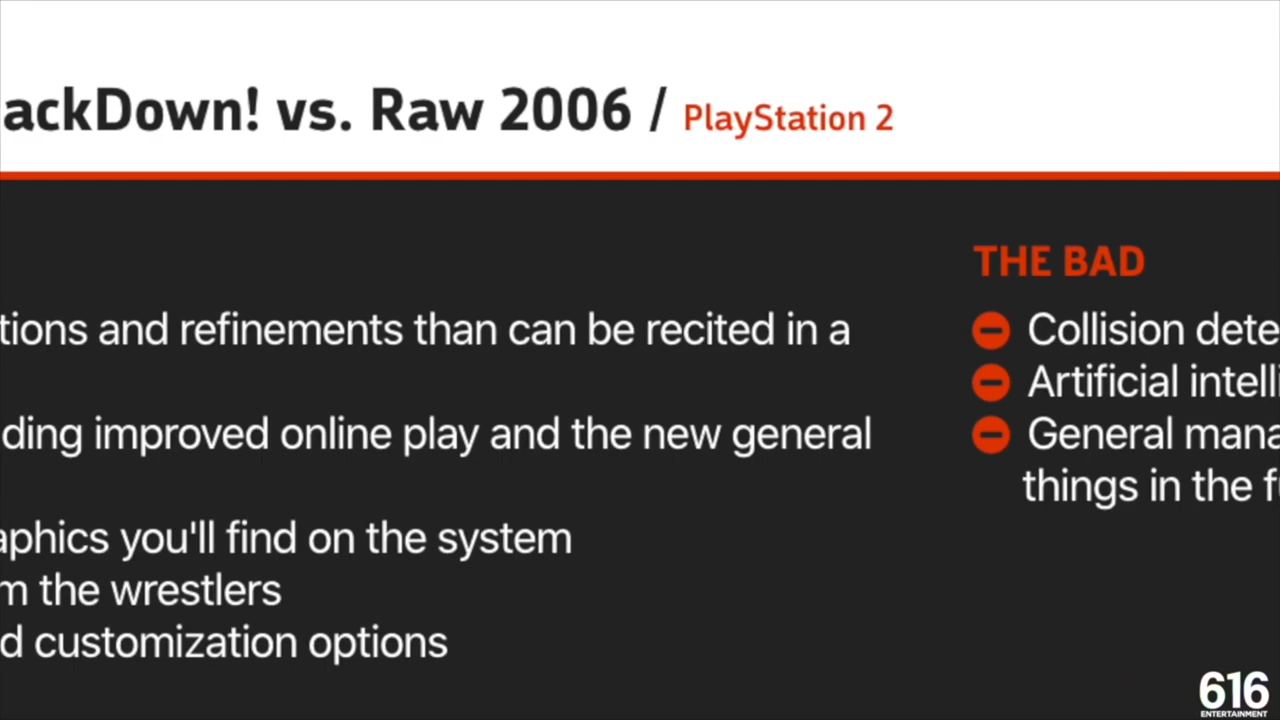 ackDown! vs. Raw 2006 / PlayStation 2
tions and refinements than can be recited in a
ding improved online play and the new general
aphics you'll find on the system
m the wrestlers
d customization options
THE BAD
Collision dete
Artificial intelli
General mana
things in the f
616
ENTERTAINMENT